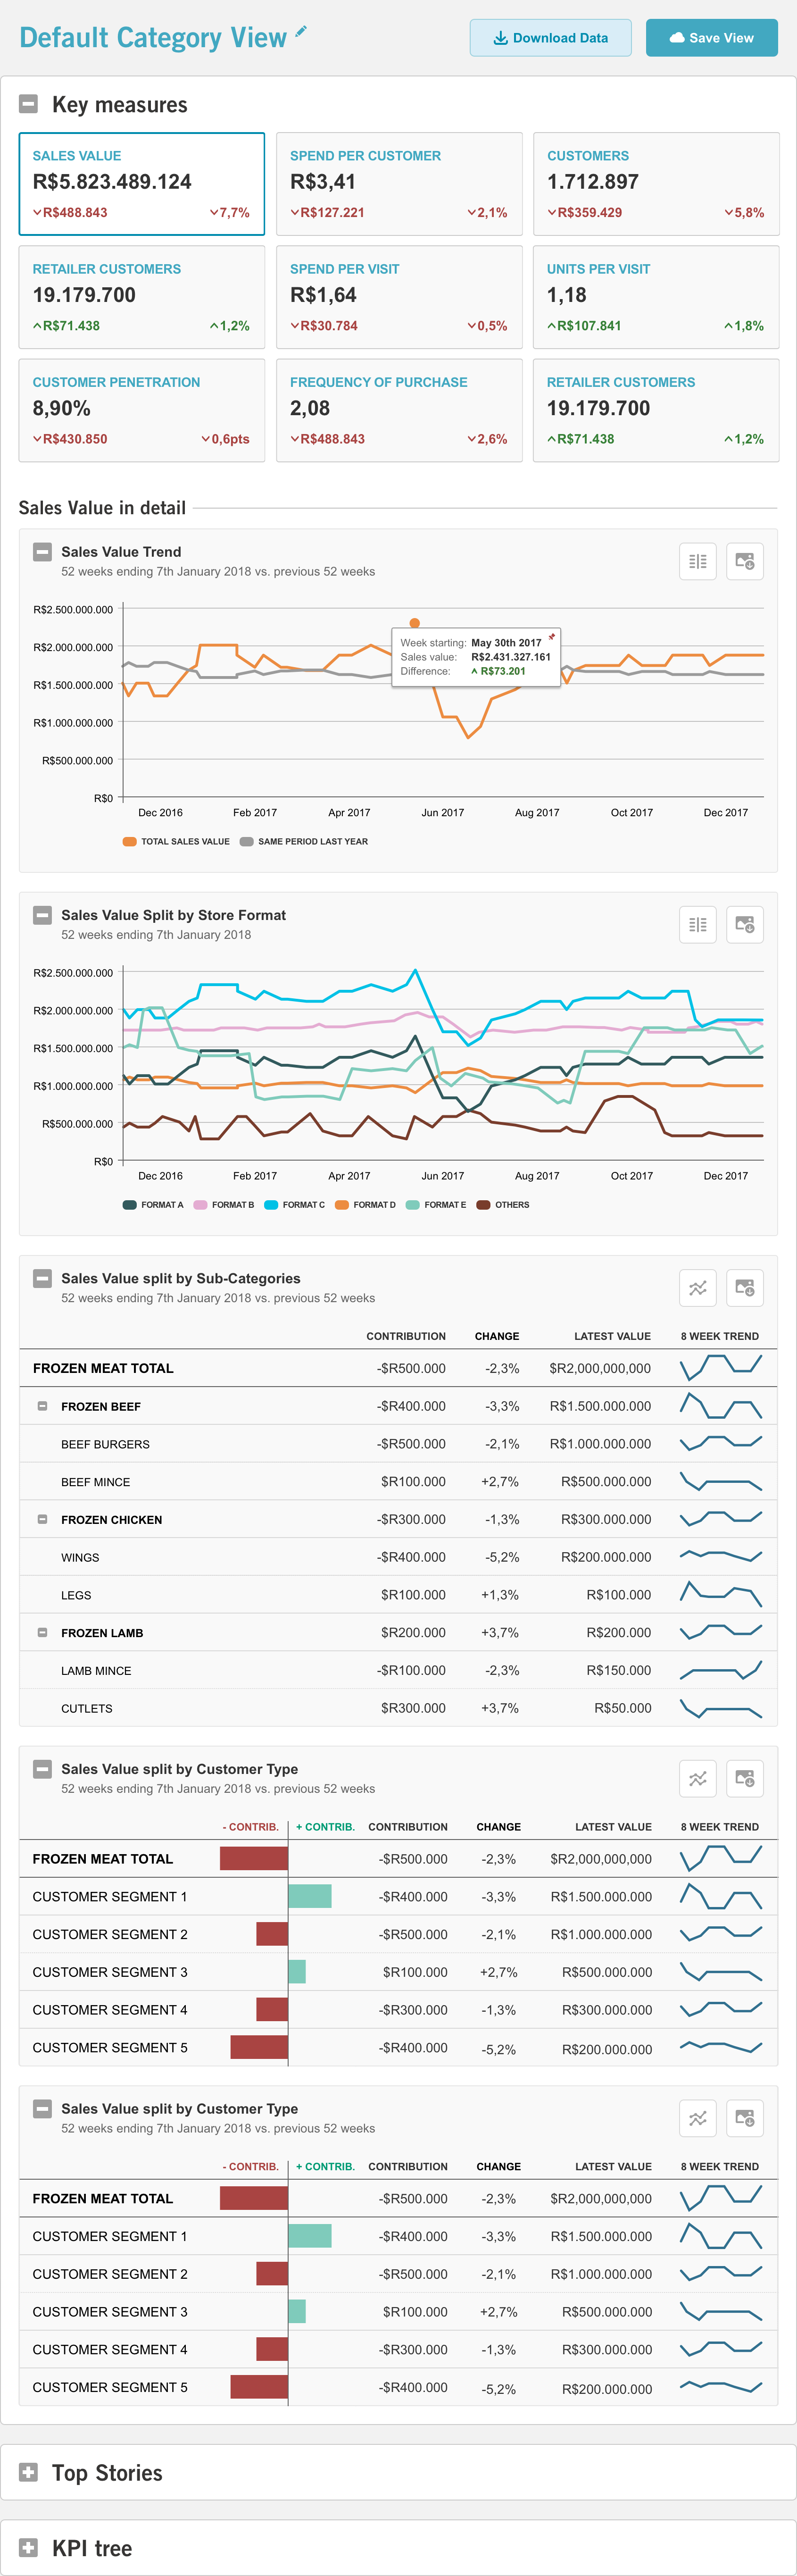 Default Category View
Download Data
Save View
Key measures
SALES VALUE
R$5.823.489.124
R$488.843 7,7%
SPEND PER CUSTOMER
R$3,41
R$127.221 2,1%
CUSTOMERS
1.712.897
R$359.429 5,8%
RETAILER CUSTOMERS
19.179.700
R$71.438 1,2%
SPEND PER VISIT
R$1,64
R$30.784 0,5%
UNITS PER VISIT
1,18
R$107.841 1,8%
CUSTOMER PENETRATION
8,90%
R$430.850 0,6pts
FREQUENCY OF PURCHASE
2,08
R$488.843 2,6%
RETAILER CUSTOMERS
19.179.700
R$71.438 1,2%
Sales Value in detail
Sales Value Trend
52 weeks ending 7th January 2018 vs. previous 52 weeks
R$2.500.000.000
R$2.000.000.000
R$1.500.000.000
R$1.000.000.000
R$500.000.000
R$0
Week starting: May 30th 2017
Sales value: R$2.431.327.161
Difference: R$73.201
Dec 2016 Feb 2017 Apr 2017 Jun 2017 Aug 2017 Oct 2017 Dec 2017
TOTAL SALES VALUE SAME PERIOD LAST YEAR
Sales Value Split by Store Format
52 weeks ending 7th January 2018
R$2.500.000.000
R$2.000.000.000
R$1.500.000.000
R$1.000.000.000
R$500.000.000
R$0
Dec 2016 Feb 2017 Apr 2017 Jun 2017 Aug 2017 Oct 2017 Dec 2017
FORMAT A FORMAT B FORMAT C FORMAT D FORMAT E OTHERS
Sales Value split by Sub-Categories
52 weeks ending 7th January 2018 vs. previous 52 weeks
CONTRIBUTION CHANGE LATEST VALUE 8 WEEK TREND
FROZEN MEAT TOTAL -$R500.000 -2,3% $R2,000,000,000
FROZEN BEEF -$R400.000 -3,3% R$1.500.000.000
BEEF BURGERS -$R500.000 -2,1% R$1.000.000.000
BEEF MINCE $R100.000 +2,7% R$500.000.000
FROZEN CHICKEN -$R300.000 -1,3% R$300.000.000
WINGS -$R400.000 -5,2% R$200.000.000
LEGS $R100.000 +1,3% R$100.000
FROZEN LAMB $R200.000 +3,7% R$200.000
LAMB MINCE -$R100.000 -2,3% R$150.000
CUTLETS $R300.000 +3,7% R$50.000
Sales Value split by Customer Type
52 weeks ending 7th January 2018 vs. previous 52 weeks
- CONTRIB. + CONTRIB. CONTRIBUTION CHANGE LATEST VALUE 8 WEEK TREND
FROZEN MEAT TOTAL -$R500.000 -2,3% $R2,000,000,000
CUSTOMER SEGMENT 1 -$R400.000 -3,3% R$1.500.000.000
CUSTOMER SEGMENT 2 -$R500.000 -2,1% R$1.000.000.000
CUSTOMER SEGMENT 3 $R100.000 +2,7% R$500.000.000
CUSTOMER SEGMENT 4 -$R300.000 -1,3% R$300.000.000
CUSTOMER SEGMENT 5 -$R400.000 -5,2% R$200.000.000
Sales Value split by Customer Type
52 weeks ending 7th January 2018 vs. previous 52 weeks
- CONTRIB. + CONTRIB. CONTRIBUTION CHANGE LATEST VALUE 8 WEEK TREND
FROZEN MEAT TOTAL -$R500.000 -2,3% $R2,000,000,000
CUSTOMER SEGMENT 1 -$R400.000 -3,3% R$1.500.000.000
CUSTOMER SEGMENT 2 -$R500.000 -2,1% R$1.000.000.000
CUSTOMER SEGMENT 3 $R100.000 +2,7% R$500.000.000
CUSTOMER SEGMENT 4 -$R300.000 -1,3% R$300.000.000
CUSTOMER SEGMENT 5 -$R400.000 -5,2% R$200.000.000
Top Stories
KPI tree